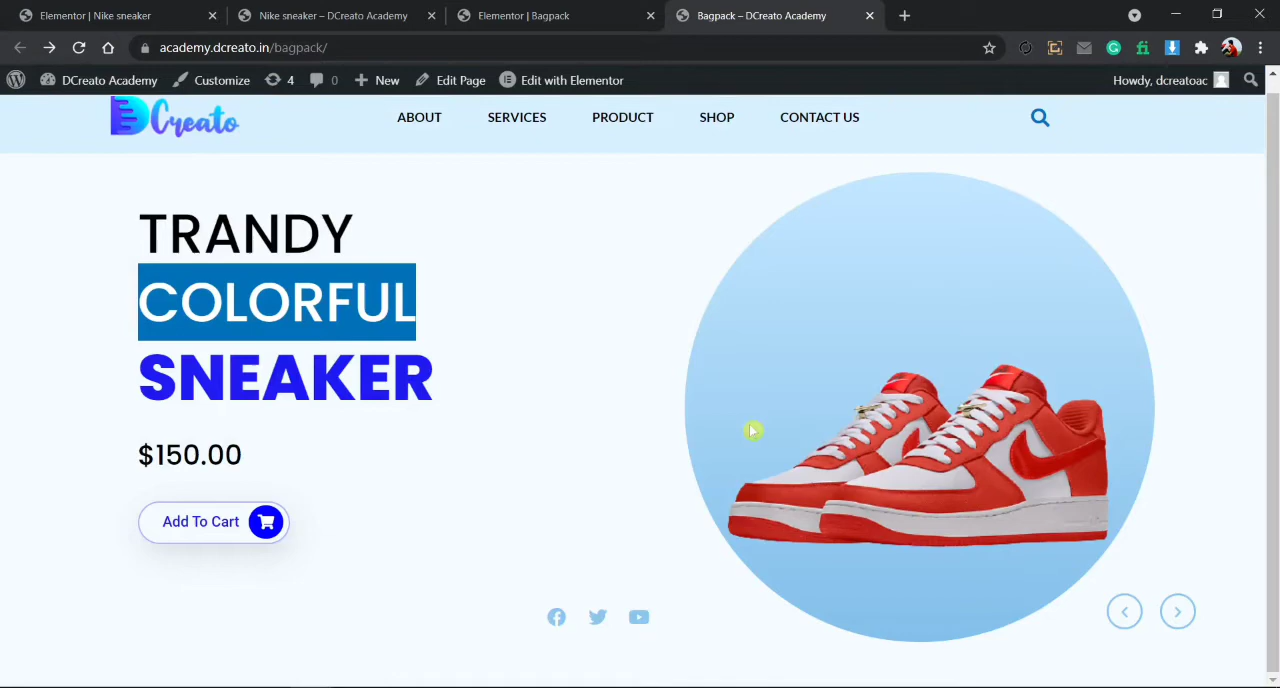 Elementor | Nike sneaker
Nike sneaker – DCreato Academy
Elementor | Bagpack
Bagpack – DCreato Academy
academy.dcreato.in/bagpack/
DCreato Academy
Customize
4
0
New
Edit Page
Edit with Elementor
Howdy, dcreatoac
DCreato
ABOUT
SERVICES
PRODUCT
SHOP
CONTACT US
TRANDY
COLORFUL
SNEAKER
$150.00
Add To Cart